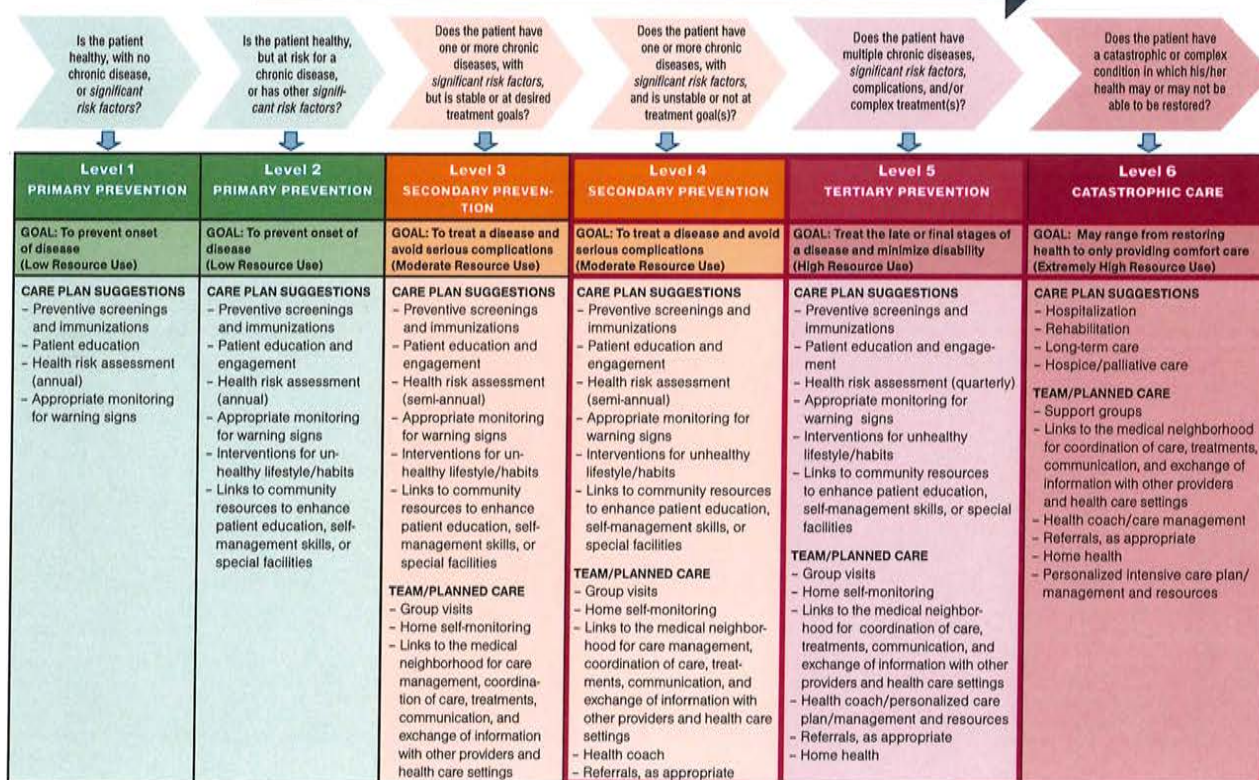 Is the patient
healthy, with no
chronic disease,
or significant
risk factors?
Is the patient healthy,
but at risk for a
chronic disease,
or has other signifi-
cant risk factors?
Does the patient have
one or more chronic
diseases, with
significant risk factors,
but is stable or at desired
treatment goals?
Does the patient have
one or more chronic
diseases, with
significant risk factors,
and is unstable or not at
treatment goal(s)?
Does the patient have
multiple chronic diseases,
significant risk factors,
complications, and/or
complex treatment(s)?
Does the patient have
a catastrophic or complex
condition in which his/her
health may or may not be
able to be restored?
Level 1
PRIMARY PREVENTION
GOAL: To prevent onset
of disease
(Low Resource Use)
CARE PLAN SUGGESTIONS
– Preventive screenings
and immunizations
– Patient education
– Health risk assessment
(annual)
– Appropriate monitoring
for warning signs
Level 2
PRIMARY PREVENTION
GOAL: To prevent onset of
disease
(Low Resource Use)
CARE PLAN SUGGESTIONS
– Preventive screenings
and immunizations
– Patient education and
engagement
– Health risk assessment
(annual)
– Appropriate monitoring
for warning signs
– Interventions for un-
healthy lifestyle/habits
– Links to community
resources to enhance
patient education, self-
management skills, or
special facilities
Level 3
SECONDARY PREVEN-
TION
GOAL: To treat a disease and
avoid serious complications
(Moderate Resource Use)
CARE PLAN SUGGESTIONS
– Preventive screenings
and immunizations
– Patient education and
engagement
– Health risk assessment
(semi-annual)
– Appropriate monitoring
for warning signs
– Interventions for un-
healthy lifestyle/habits
– Links to community
resources to enhance
patient education, self-
management skills, or
special facilities
TEAM/PLANNED CARE
– Group visits
– Home self-monitoring
– Links to the medical
neighborhood for care
management, coordina-
tion of care, treatments,
communication, and
exchange of information
with other providers and
health care settings
Level 4
SECONDARY PREVENTION
GOAL: To treat a disease and avoid
serious complications
(Moderate Resource Use)
CARE PLAN SUGGESTIONS
– Preventive screenings and
immunizations
– Patient education and
engagement
– Health risk assessment
(semi-annual)
– Appropriate monitoring for
warning signs
– Interventions for unhealthy
lifestyle/habits
– Links to community resources
to enhance patient education,
self-management skills, or
special facilities
TEAM/PLANNED CARE
– Group visits
– Home self-monitoring
– Links to the medical neighbor-
hood for care management,
coordination of care, treat-
ments, communication, and
exchange of information with
other providers and health care
settings
– Health coach
– Referrals, as appropriate
Level 5
TERTIARY PREVENTION
GOAL: Treat the late or final stages of
a disease and minimize disability
(High Resource Use)
CARE PLAN SUGGESTIONS
– Preventive screenings and
immunizations
– Patient education and engage-
ment
– Health risk assessment (quarterly)
– Appropriate monitoring for
warning signs
– Interventions for unhealthy
lifestyle/habits
– Links to community resources
to enhance patient education,
self-management skills, or special
facilities
TEAM/PLANNED CARE
– Group visits
– Home self-monitoring
– Links to the medical neighbor-
hood for coordination of care,
treatments, communication, and
exchange of information with other
providers and health care settings
– Health coach/personalized care
plan/management and resources
– Referrals, as appropriate
– Home health
Level 6
CATASTROPHIC CARE
GOAL: May range from restoring
health to only providing comfort care
(Extremely High Resource Use)
CARE PLAN SUGGESTIONS
– Hospitalization
– Rehabilitation
– Long-term care
– Hospice/palliative care
TEAM/PLANNED CARE
– Support groups
– Links to the medical neighborhood
for coordination of care, treatments,
communication, and exchange of
information with other providers
and health care settings
– Health coach/care management
– Referrals, as appropriate
– Home health
– Personalized intensive care plan/
management and resources